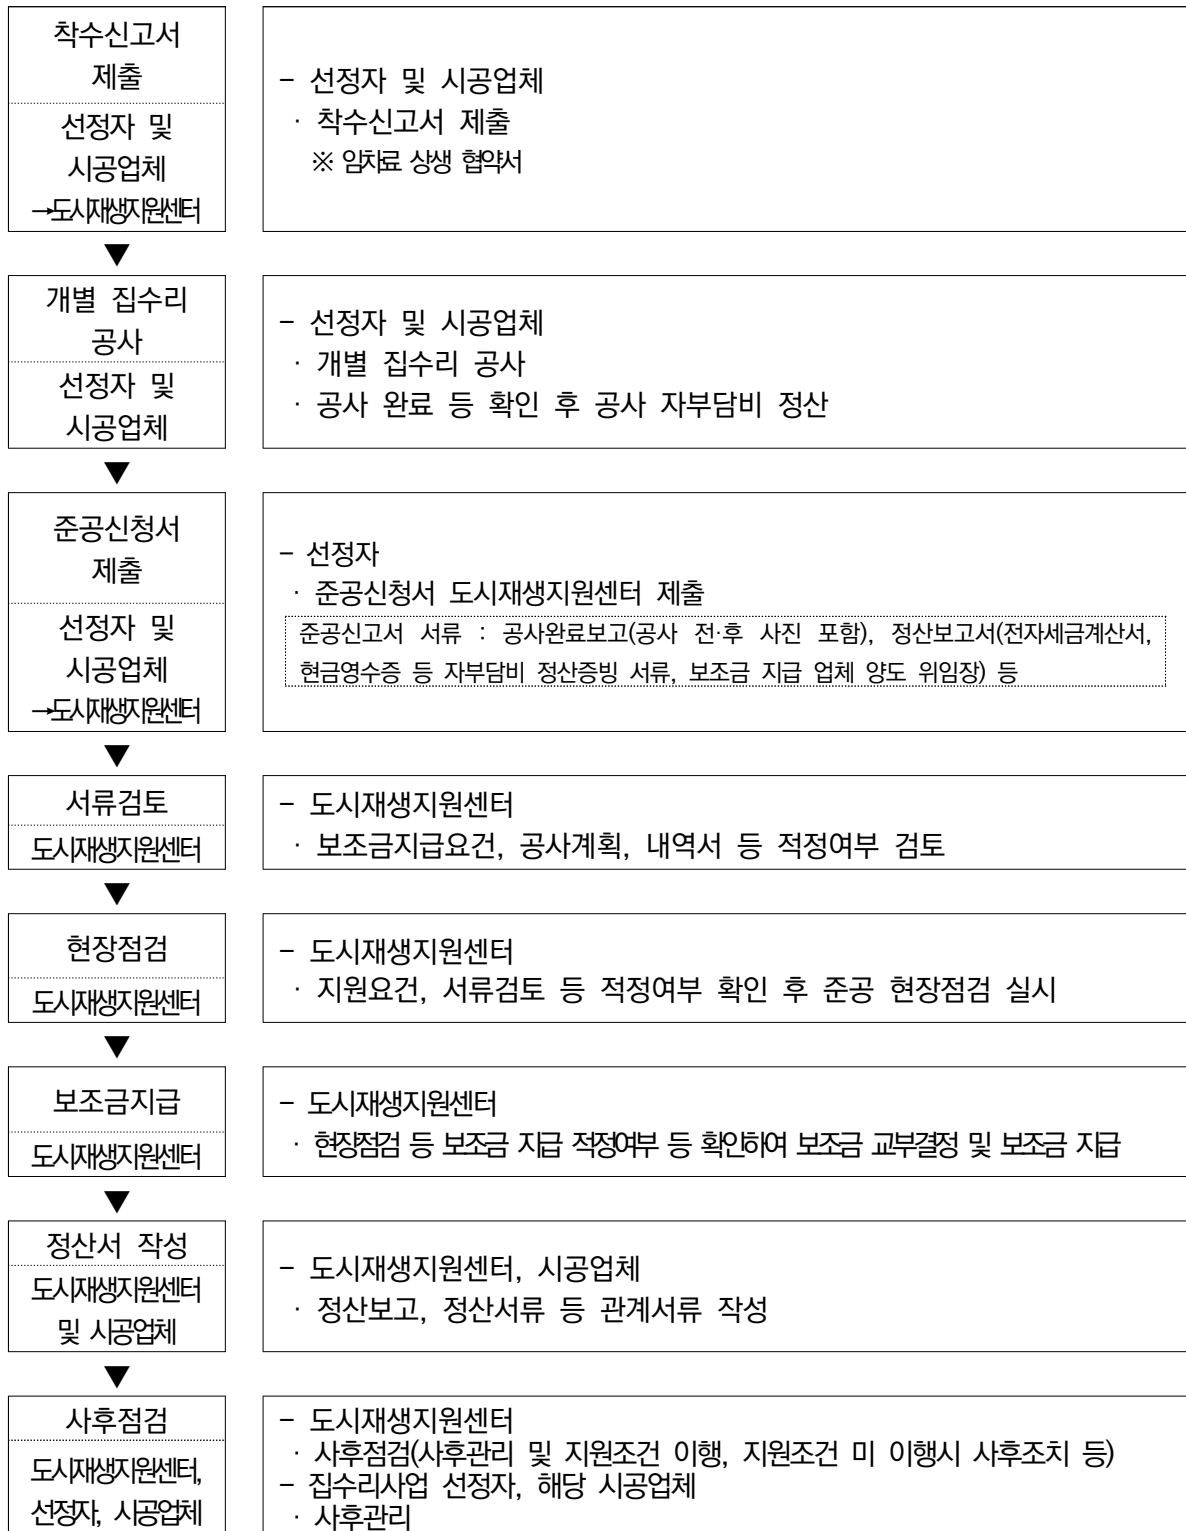 착수신고서
제출
선정자 및
시공업체
→도시재생지원센터
- 선정자 및 시공업체
· 착수신고서 제출
※ 임차료 상생 협약서
▼
개별 집수리
공사
선정자 및
시공업체
- 선정자 및 시공업체
· 개별 집수리 공사
· 공사 완료 등 확인 후 공사 자부담비 정산
▼
준공신청서
제출
선정자 및
시공업체
→도시재생지원센터
- 선정자
· 준공신청서 도시재생지원센터 제출
준공신고서 서류 : 공사완료보고(공사 전·후 사진 포함), 정산보고서(전자세금계산서,
현금영수증 등 자부담비 정산증빙 서류, 보조금 지급 업체 양도 위임장) 등
▼
서류검토
도시재생지원센터
- 도시재생지원센터
· 보조금지급요건, 공사계획, 내역서 등 적정여부 검토
▼
현장점검
도시재생지원센터
- 도시재생지원센터
· 지원요건, 서류검토 등 적정여부 확인 후 준공 현장점검 실시
▼
보조금지급
도시재생지원센터
- 도시재생지원센터
· 현장점검 등 보조금 지급 적정여부 등 확인하여 보조금 교부결정 및 보조금 지급
▼
정산서 작성
도시재생지원센터
및 시공업체
- 도시재생지원센터, 시공업체
· 정산보고, 정산서류 등 관계서류 작성
▼
사후점검
도시재생지원센터,
선정자, 시공업체
- 도시재생지원센터
· 사후점검(사후관리 및 지원조건 이행, 지원조건 미 이행시 사후조치 등)
- 집수리사업 선정자, 해당 시공업체
· 사후관리